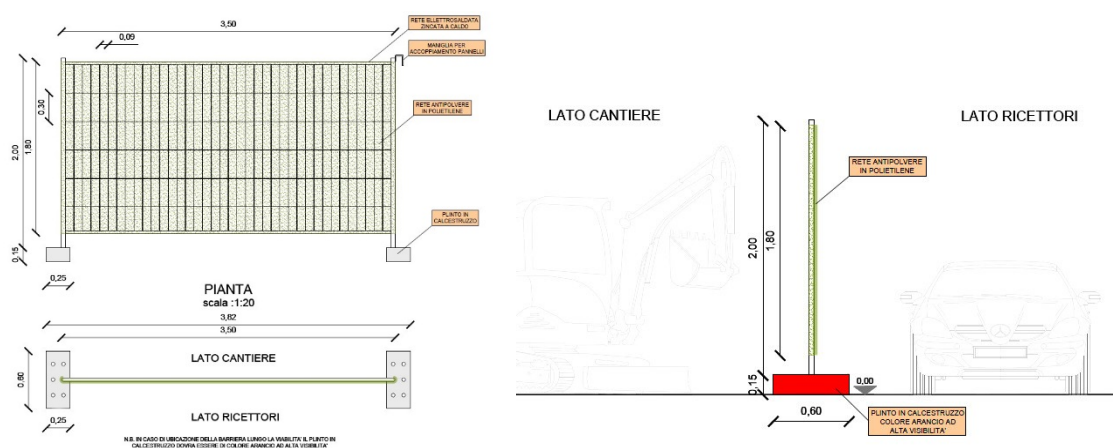 3,50
0,09
RETE ELLETTROSALDATA
ZINCATA A CALDO
MANIGLIA PER
ACCOPPIAMENTO PANNELLI
0,30
2,00
1,80
RETE ANTIPOLVERE
IN POLIETILENE
PLINTO IN
CALCESTRUZZO
0,15
0,25
PIANTA
scala :1:20
3,62
3,50
LATO CANTIERE
0,60
LATO RICETTORI
0,25
N.B. IN CASO DI UBICAZIONE DELLA BARRIERA LUNGO LA VIABILITA' IL PLINTO IN
CALCESTRUZZO DOVRA ESSERE DI COLORE ARANCIO AD ALTA VISIBILITA'
LATO CANTIERE
LATO RICETTORI
RETE ANTIPOLVERE
IN POLIETILENE
2,00
1,80
0,15
0,00
0,60
PLINTO IN CALCESTRUZZO
COLORE ARANCIO AD
ALTA VISIBILITA'